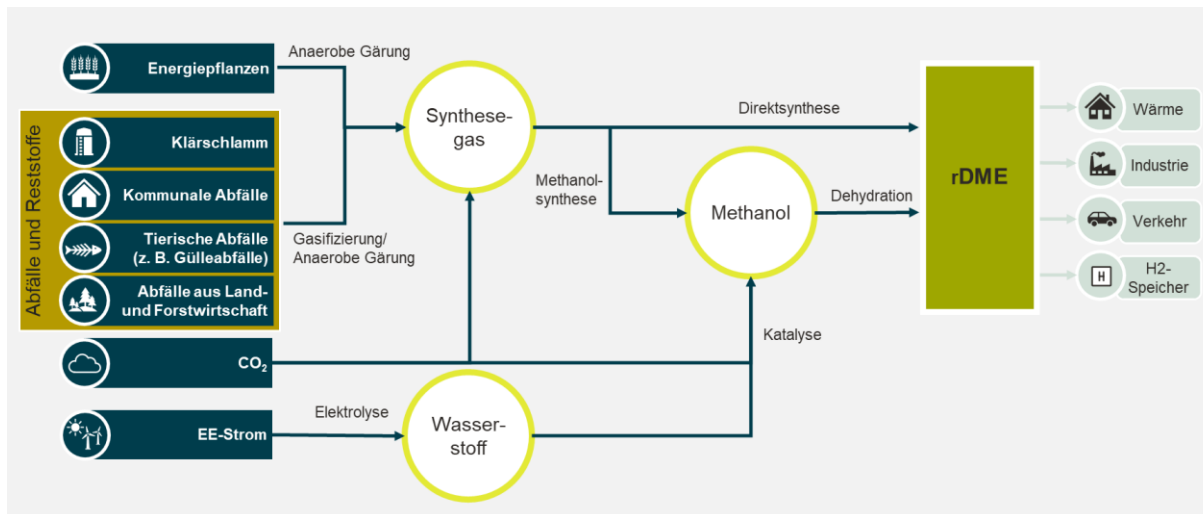 Anaerobe Gärung
Energiepflanzen
Abfälle und Reststoffe
Klärschlamm
Kommunale Abfälle
Tierische Abfälle
(z. B. Gülleabfälle)
Abfälle aus Land-
und Forstwirtschaft
CO₂
EE-Strom
Gasifizierung/
Anaerobe Gärung
Elektrolyse
Synthese-
gas
Wasser-
stoff
Direktsynthese
Methanol-
synthese
Methanol
Dehydration
Katalyse
rDME
Wärme
Industrie
Verkehr
H
H2-
Speicher